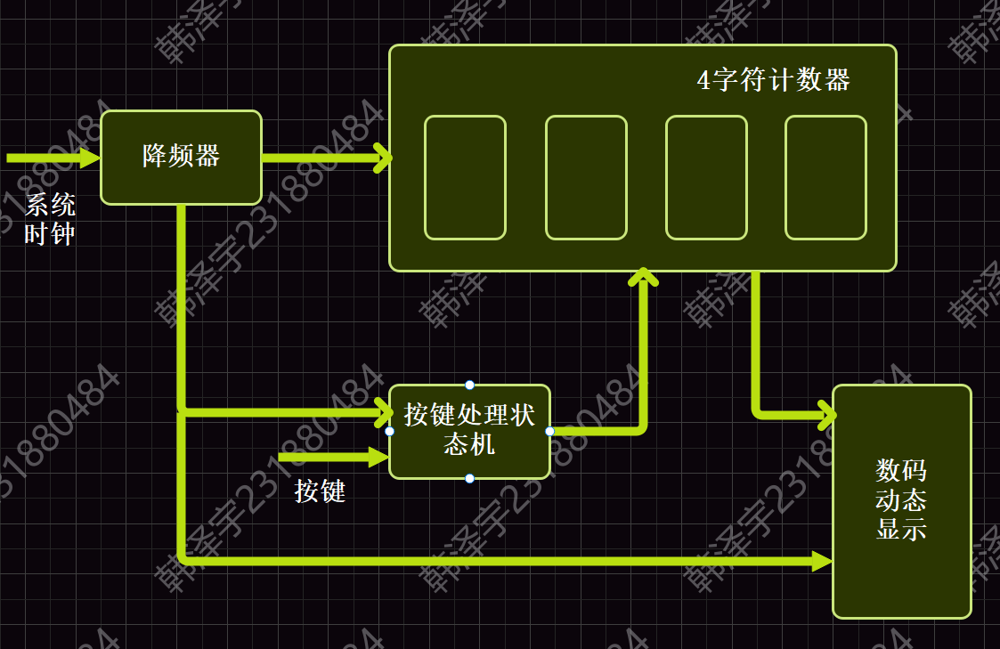 4字符计数器
降频器
系统
时钟
按键处理状
态机
按键
数码
动态
显示
韩泽宇231880484